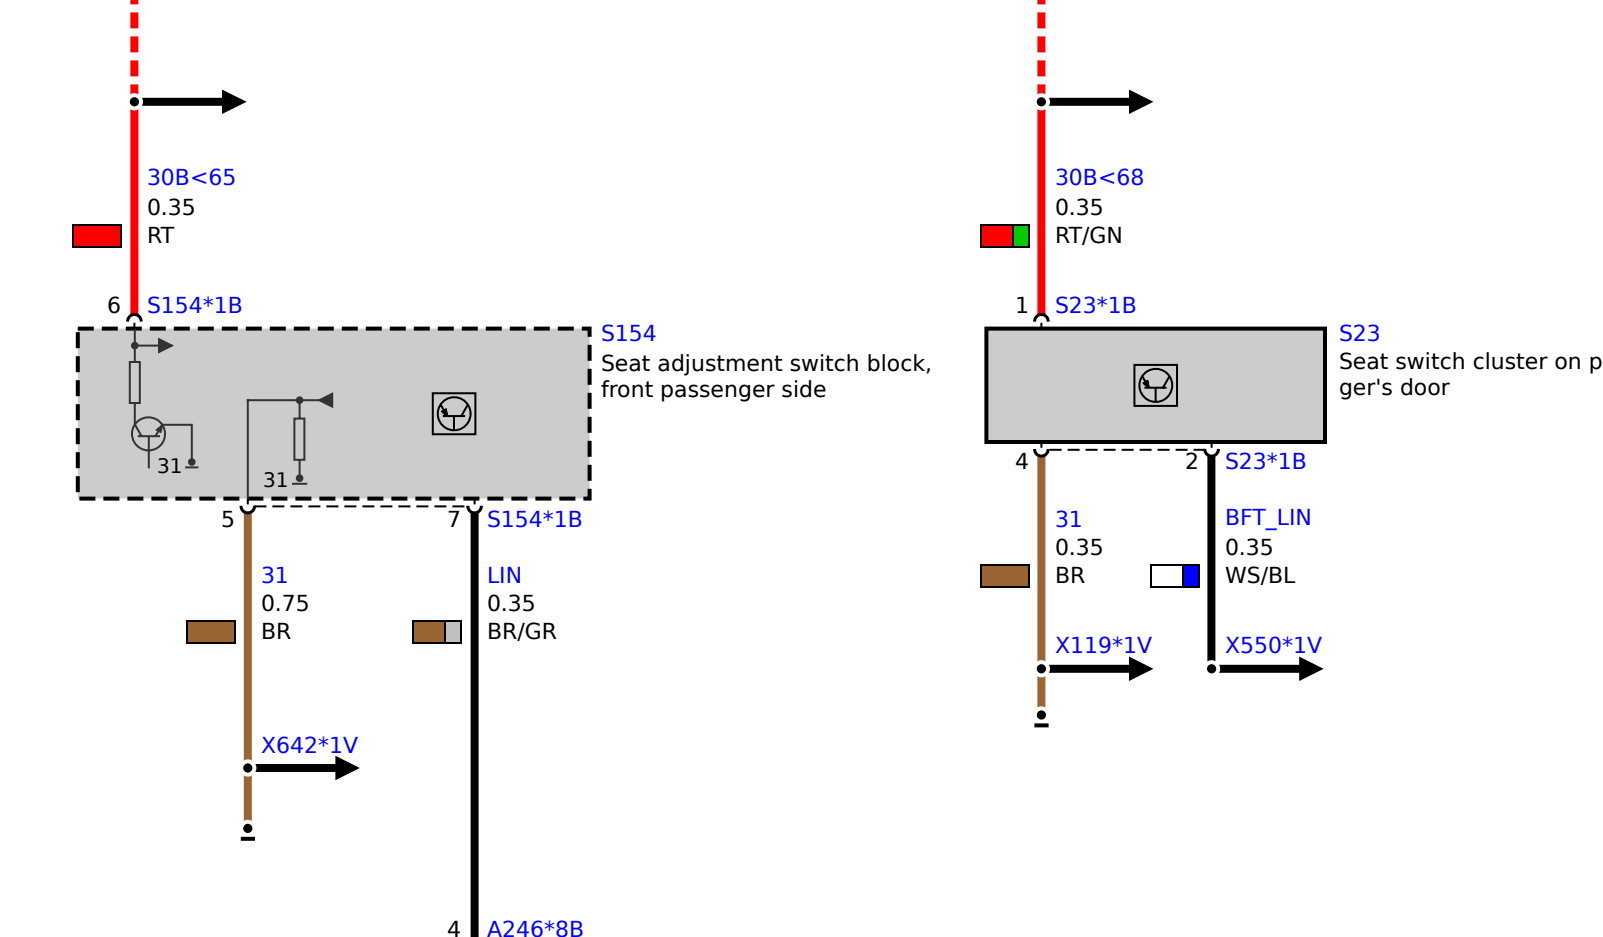 30B<65
0.35
RT
6 S154*1B
S154
Seat adjustment switch block,
front passenger side
31
31
5
7 S154*1B
31
0.75
BR
LIN
0.35
BR/GR
X642*1V
4 A246*8B
30B<68
0.35
RT/GN
1 S23*1B
S23
Seat switch cluster on p
ger's door
4
2 S23*1B
31
0.35
BR
BFT_LIN
0.35
WS/BL
X119*1V
X550*1V